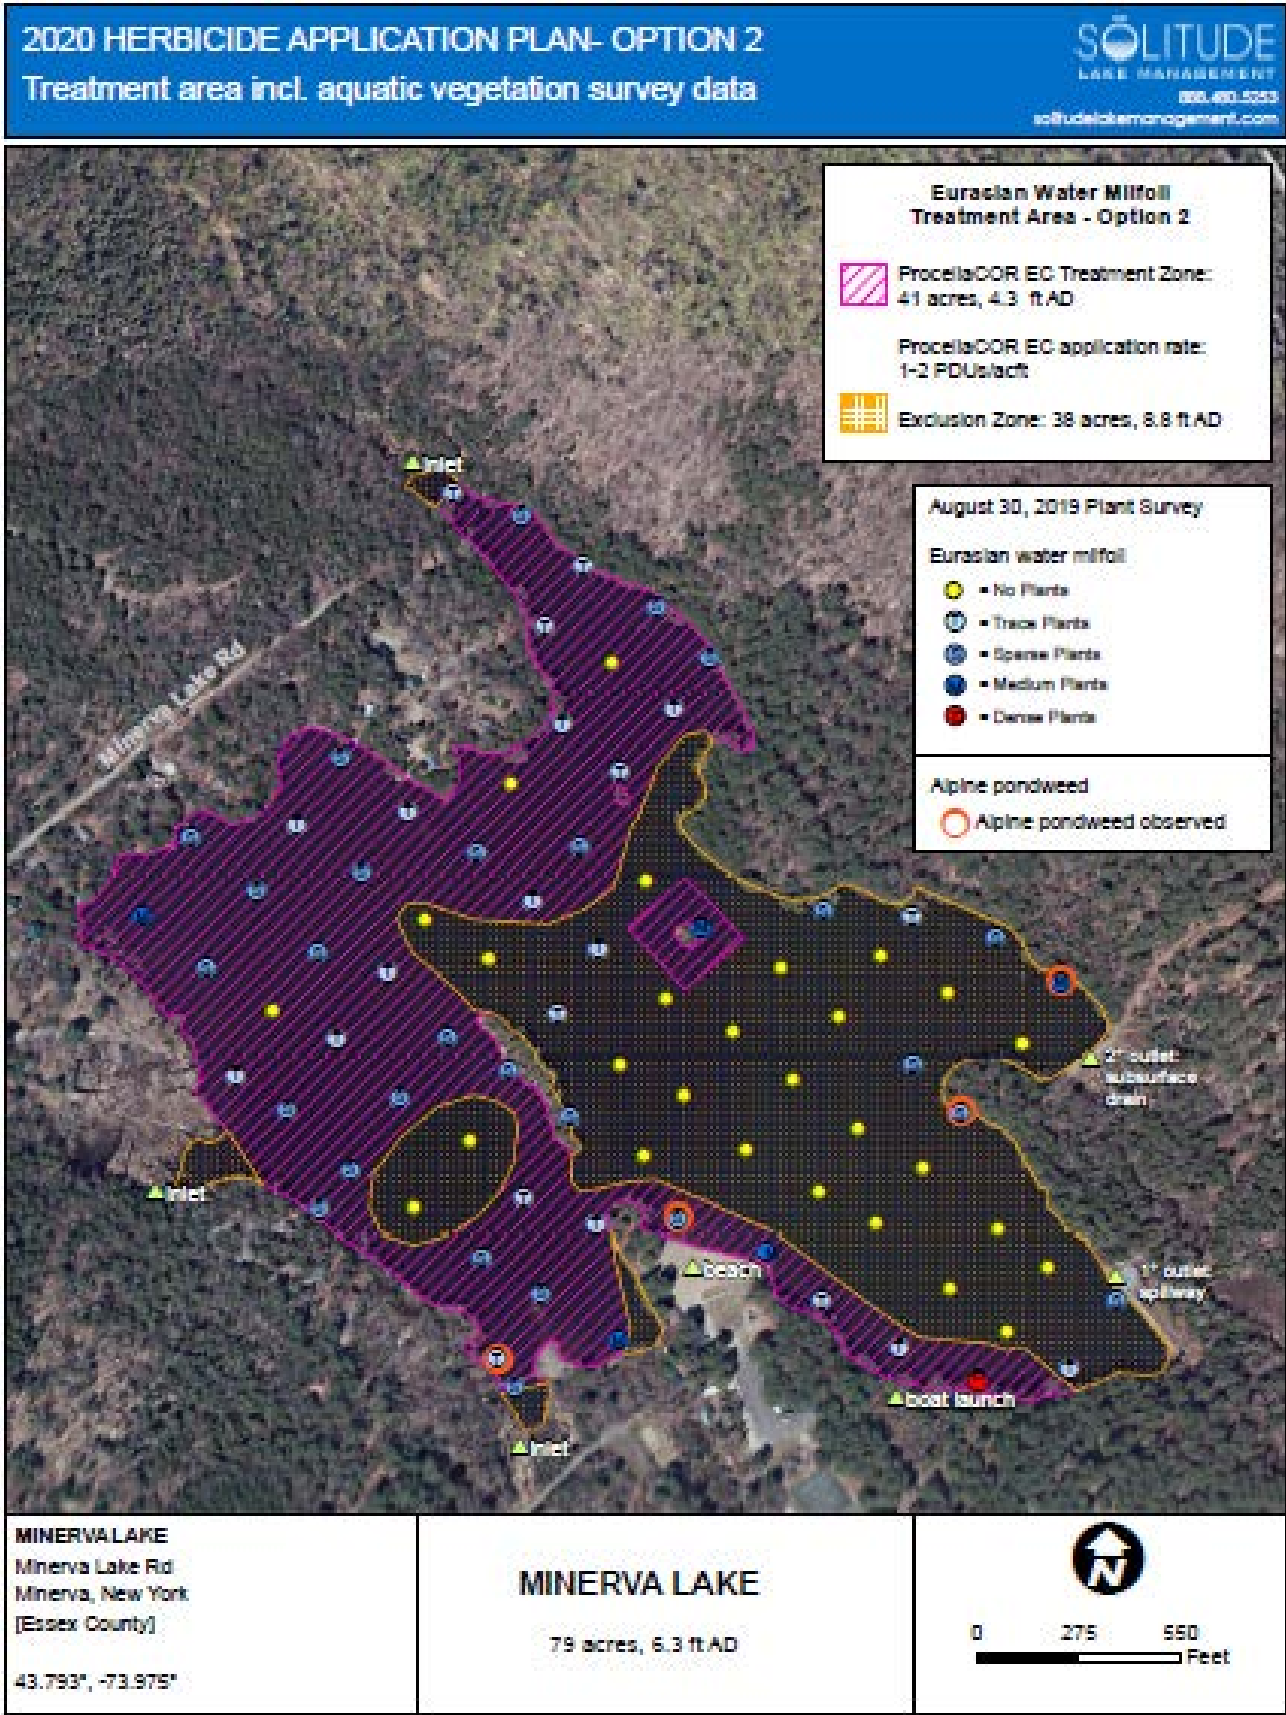 2020 HERBICIDE APPLICATION PLAN- OPTION 2
Treatment area incl. aquatic vegetation survey data
SOLITUDE
LAKE MANAGEMENT
888.480.5253
solitudelakemanagement.com
Eurasian Water Milfoil
Treatment Area - Option 2
ProcellaCOR EC Treatment Zone:
41 acres, 4.3 ft AD
ProcellaCOR EC application rate:
1-2 PDUs/acft
Exclusion Zone: 38 acres, 8.8 ft AD
August 30, 2019 Plant Survey
Eurasian water milfoil
= No Plants
= Trace Plants
= Sparse Plants
= Medium Plants
= Dense Plants
Alpine pondweed
Alpine pondweed observed
inlet
Minerva Lake Rd
2° outlet:
subsurface
drain
inlet
beach
1° outlet:
spillway
boat launch
inlet
MINERVA LAKE
Minerva Lake Rd
Minerva, New York
[Essex County]
43.793°, -73.975°
MINERVA LAKE
79 acres, 6.3 ft AD
N
0 275 550
Feet